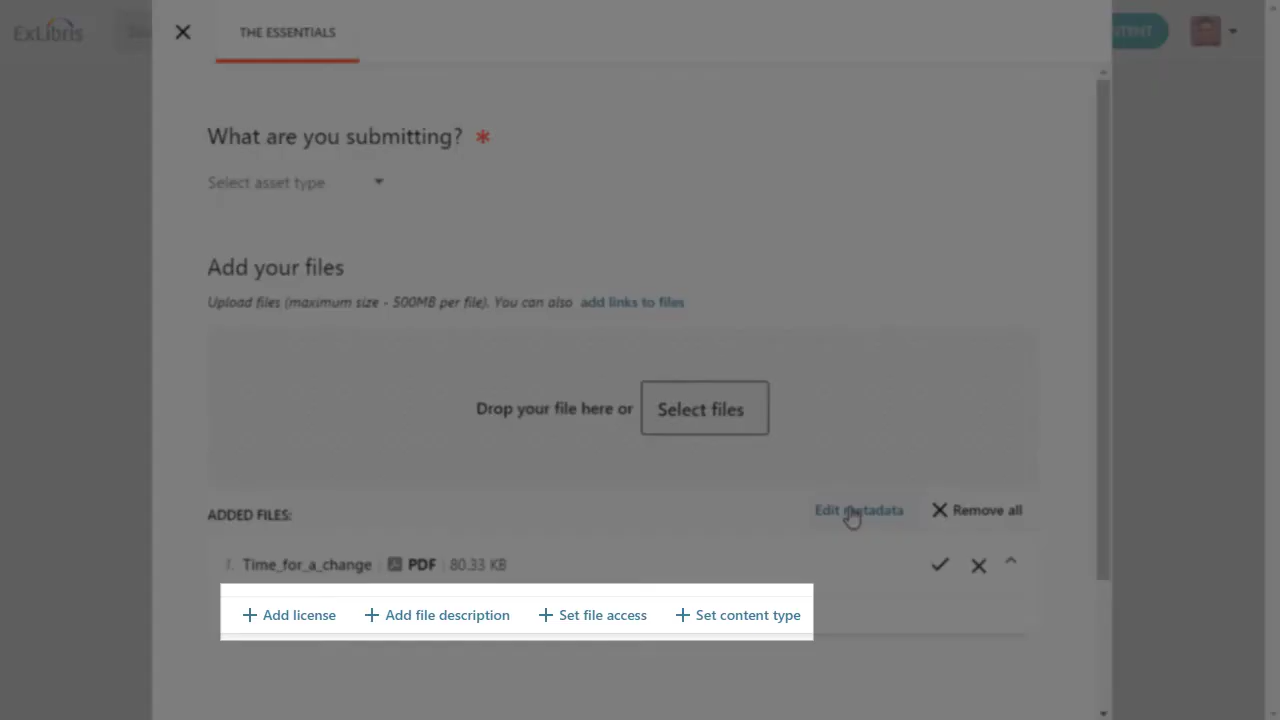 ExLibris
THE ESSENTIALS
What are you submitting? *
Select asset type
Add your files
Upload files (maximum size - 500MB per file). You can also add links to files
Drop your file here or Select files
ADDED FILES: Edit metadata Remove all
1. Time_for_a_change PDF 80.33 KB
+ Add license + Add file description + Set file access + Set content type